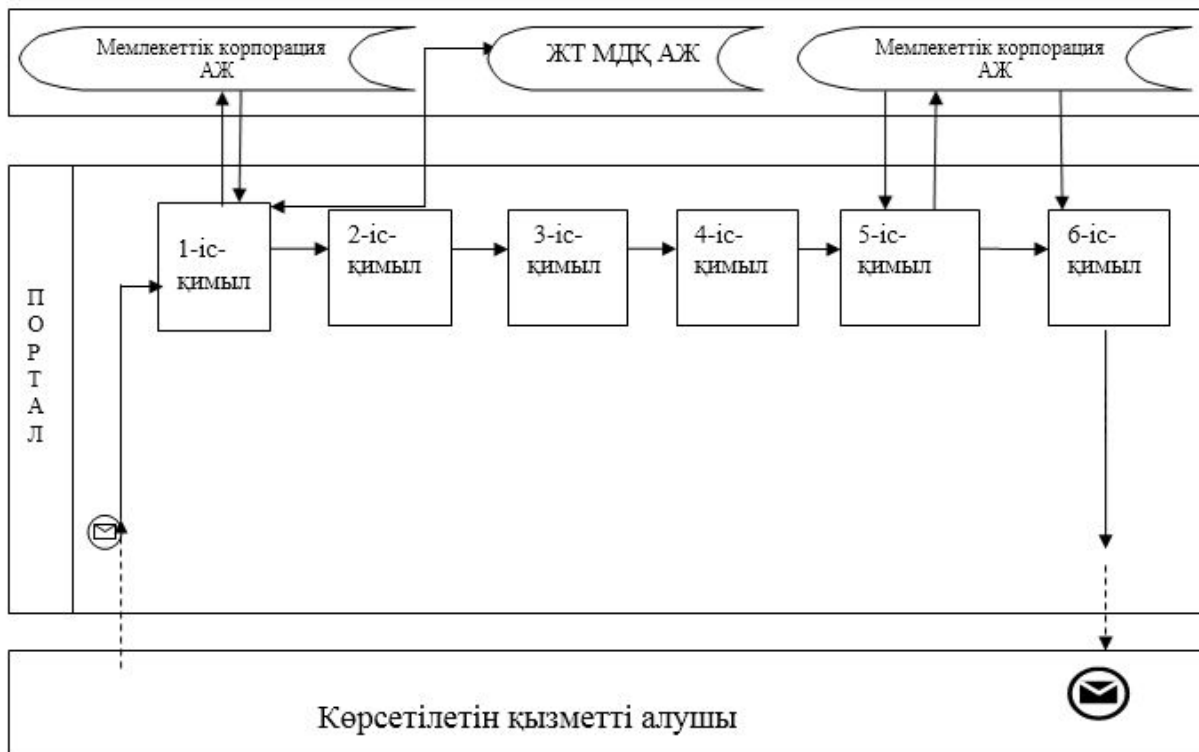 Мемлекеттік корпорация
АЖ
ЖТ МДҚ АЖ
Мемлекеттік корпорация
АЖ
1-іс-
қимыл
2-іс-
қимыл
3-іс-
қимыл
4-іс-
қимыл
5-іс-
қимыл
6-іс-
қимыл
П
О
Р
Т
А
Л
Көрсетілетін қызметті алушы